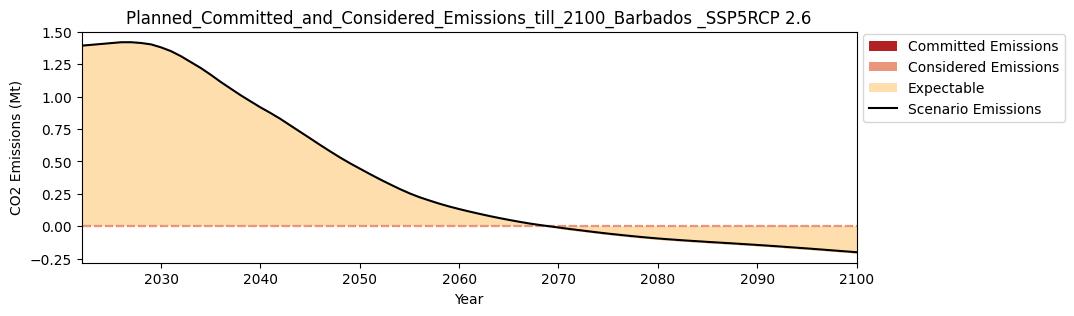 Planned_Committed_and_Considered_Emissions_till_2100_Barbados _SSP5RCP 2.6
1.50
1.25
1.00
0.75
0.50
0.25
0.00
−0.25
CO2 Emissions (Mt)
2030
2040
2050
2060
2070
2080
2090
2100
Year
Committed Emissions
Considered Emissions
Expectable
Scenario Emissions